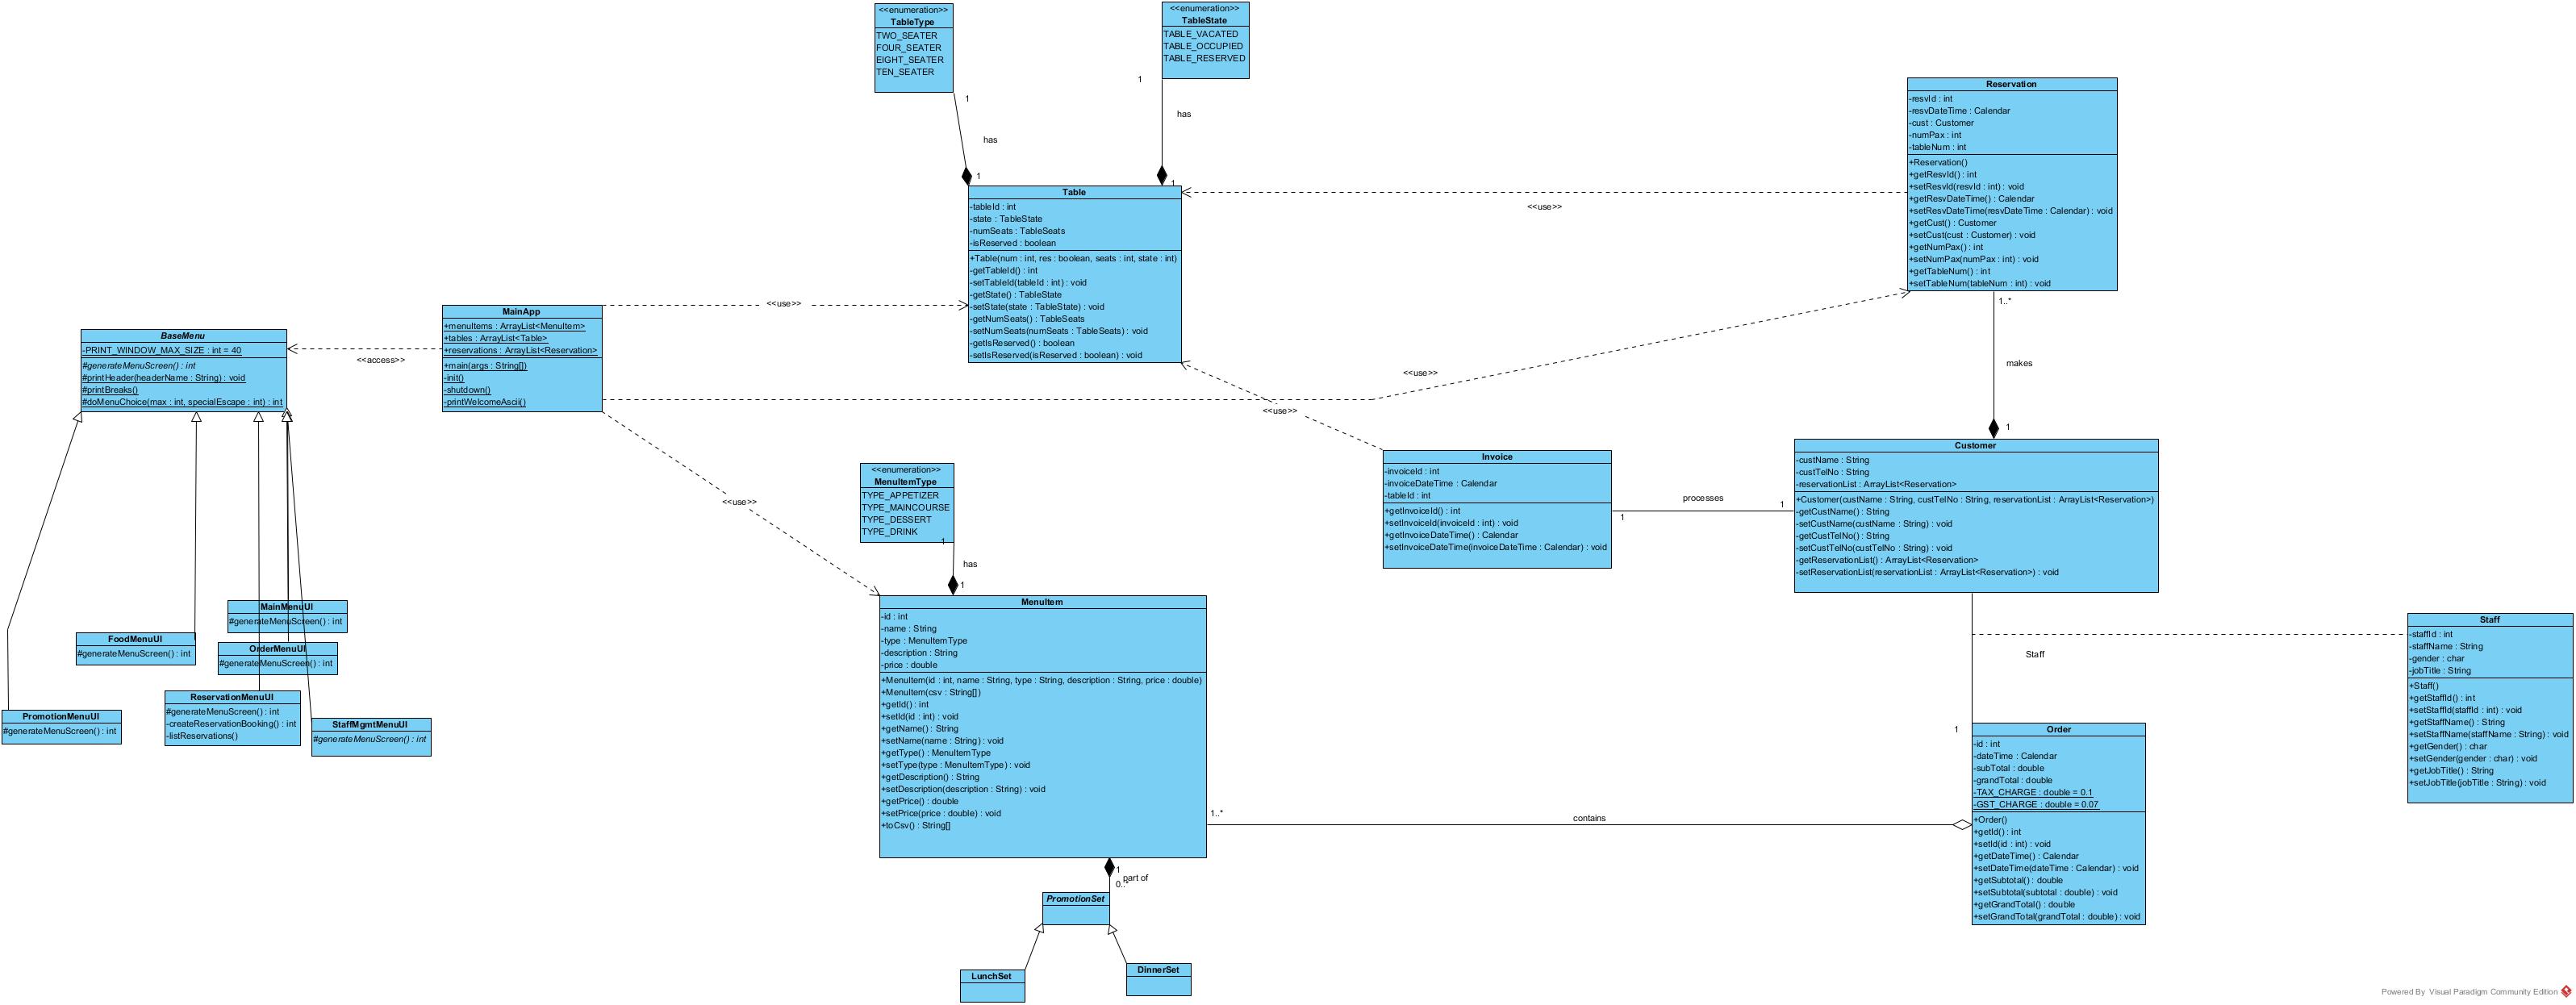 <<enumeration>>
TableType
TWO_SEATER
FOUR_SEATER
EIGHT_SEATER
TEN_SEATER
1
has
1
<<enumeration>>
TableState
TABLE_VACATED
TABLE_OCCUPIED
TABLE_RESERVED
1
has
1
Reservation
-resvId : int
-resvDateTime : Calendar
-cust : Customer
-numPax : int
-tableNum : int
+Reservation()
+getResvId() : int
+setResvId(resvId : int) : void
+getResvDateTime() : Calendar
+setResvDateTime(resvDateTime : Calendar) : void
+getCust() : Customer
+setCust(cust : Customer) : void
+getNumPax() : int
+setNumPax(numPax : int) : void
+getTableNum() : int
+setTableNum(tableNum : int) : void
1..*
makes
1
Table
-tableId : int
-state : TableState
-numSeats : TableSeats
-isReserved : boolean
+Table(num : int, res : boolean, seats : int, state : int)
-getTableId() : int
-setTableId(tableId : int) : void
-getState() : TableState
-setState(state : TableState) : void
-getNumSeats() : TableSeats
-setNumSeats(numSeats : TableSeats) : void
-getIsReserved() : boolean
-setIsReserved(isReserved : boolean) : void
<<use>>
<<use>>
<<use>>
<<use>>
<<use>>
MainApp
+menuItems : ArrayList<MenuItem>
+tables : ArrayList<Table>
+reservations : ArrayList<Reservation>
+main(args : String[])
-init()
-shutdown()
-printWelcomeAscii()
<<access>>
BaseMenu
-PRINT_WINDOW_MAX_SIZE : int = 40
#generateMenuScreen() : int
#printHeader(headerName : String) : void
#printBreaks()
#doMenuChoice(max : int, specialEscape : int) : int
MainMenuUI
#generateMenuScreen() : int
FoodMenuUI
#generateMenuScreen() : int
OrderMenuUI
#generateMenuScreen() : int
ReservationMenuUI
#generateMenuScreen() : int
-createReservationBooking() : int
-listReservations()
PromotionMenuUI
#generateMenuScreen() : int
StaffMgmtMenuUI
#generateMenuScreen() : int
<<enumeration>>
MenuItemType
TYPE_APPETIZER
TYPE_MAINCOURSE
TYPE_DESSERT
TYPE_DRINK
1
has
1
Invoice
-invoiceId : int
-invoiceDateTime : Calendar
-tableId : int
+getInvoiceId() : int
+setInvoiceId(invoiceId : int) : void
+getInvoiceDateTime() : Calendar
+setInvoiceDateTime(invoiceDateTime : Calendar) : void
processes
1
1
Customer
-custName : String
-custTelNo : String
-reservationList : ArrayList<Reservation>
+Customer(custName : String, custTelNo : String, reservationList : ArrayList<Reservation>)
-getCustName() : String
-setCustName(custName : String) : void
-getCustTelNo() : String
-setCustTelNo(custTelNo : String) : void
-getReservationList() : ArrayList<Reservation>
-setReservationList(reservationList : ArrayList<Reservation>) : void
MenuItem
-id : int
-name : String
-type : MenuItemType
-description : String
-price : double
+MenuItem(id : int, name : String, type : String, description : String, price : double)
+MenuItem(csv : String[])
+getId() : int
+setId(id : int) : void
+getName() : String
+setName(name : String) : void
+getType() : MenuItemType
+setType(type : MenuItemType) : void
+getDescription() : String
+setDescription(description : String) : void
+getPrice() : double
+setPrice(price : double) : void
+toCsv() : String[]
1
part of
0..*
PromotionSet
LunchSet
DinnerSet
1..*
contains
Staff
1
Order
-id : int
-dateTime : Calendar
-subTotal : double
-grandTotal : double
-TAX_CHARGE : double = 0.1
-GST_CHARGE : double = 0.07
+Order()
+getId() : int
+setId(id : int) : void
+getDateTime() : Calendar
+setDateTime(dateTime : Calendar) : void
+getSubtotal() : double
+setSubtotal(subtotal : double) : void
+getGrandTotal() : double
+setGrandTotal(grandTotal : double) : void
Staff
-staffId : int
-staffName : String
-gender : char
-jobTitle : String
+Staff()
+getStaffId() : int
+setStaffId(staffId : int) : void
+getStaffName() : String
+setStaffName(staffName : String) : void
+getGender() : char
+setGender(gender : char) : void
+getJobTitle() : String
+setJobTitle(jobTitle : String) : void
Powered By Visual Paradigm Community Edition